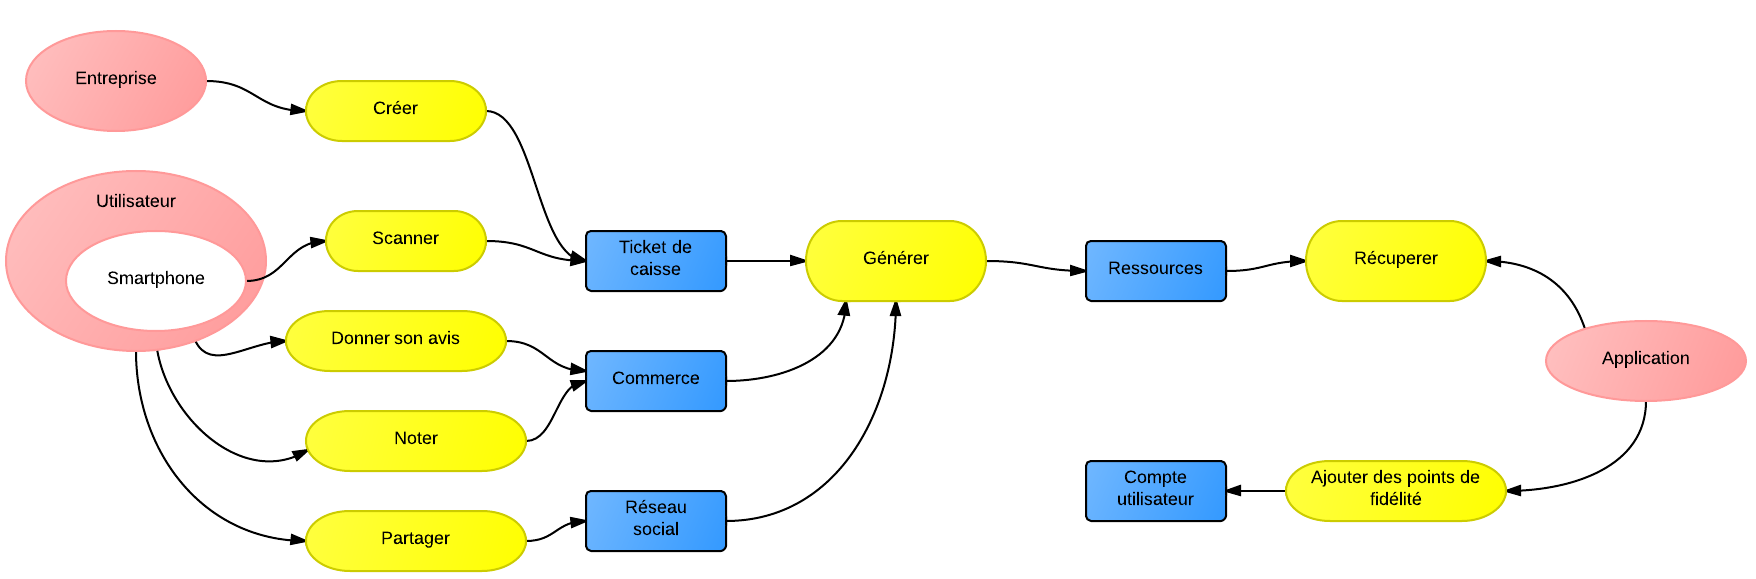 Entreprise
Créer
Utilisateur
Smartphone
Scanner
Ticket de
caisse
Générer
Ressources
Récuperer
Donner son avis
Commerce
Application
Noter
Compte
utilisateur
Ajouter des points de
fidélité
Réseau
social
Partager